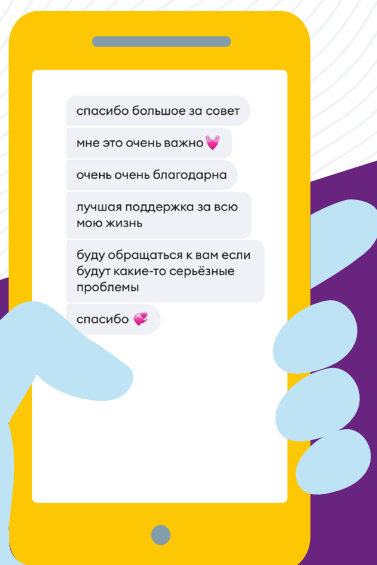 спасибо большое за совет
мне это очень важно💓
очень очень благодарна
лучшая поддержка за всю
мою жизнь
буду обращаться к вам если
будут какие-то серьёзные
проблемы
спасибо 💞